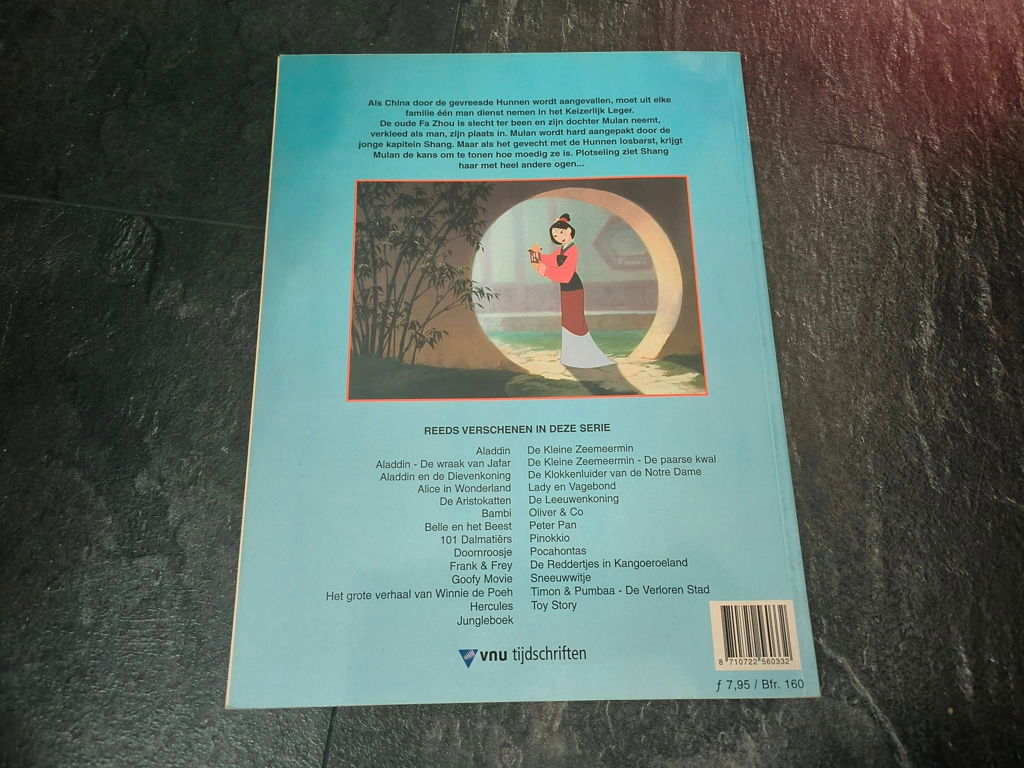 Als China door de gevreesde Hunnen wordt aangevallen, moet uit elke
familie één man dienst nemen in het Keizerlijk Leger.
De oude Fa Zhou is slecht ter been en zijn dochter Mulan neemt,
verkleed als man, zijn plaats in. Mulan wordt hard aangepakt door de
jonge kapitein Shang. Maar als het gevecht met de Hunnen losbarst, krijgt
Mulan de kans om te tonen hoe moedig ze is. Plotseling ziet Shang
haar met heel andere ogen...
REEDS VERSCHENEN IN DEZE SERIE
Aladdin
Aladdin - De wraak van Jafar
Aladdin en de Dievenkoning
Alice in Wonderland
De Aristokatten
Bambi
Belle en het Beest
101 Dalmatiërs
Doornroosje
Frank & Frey
Goofy Movie
Het grote verhaal van Winnie de Poeh
Hercules
Jungleboek
De Kleine Zeemeermin
De Kleine Zeemeermin - De paarse kwal
De Klokkenluider van de Notre Dame
Lady en Vagebond
De Leeuwenkoning
Oliver & Co
Peter Pan
Pinokkio
Pocahontas
De Reddertjes in Kangoeroeland
Sneeuwwitje
Timon & Pumbaa - De Verloren Stad
Toy Story
vnu tijdschriften
8 710722 560332
ƒ 7,95 / Bfr. 160